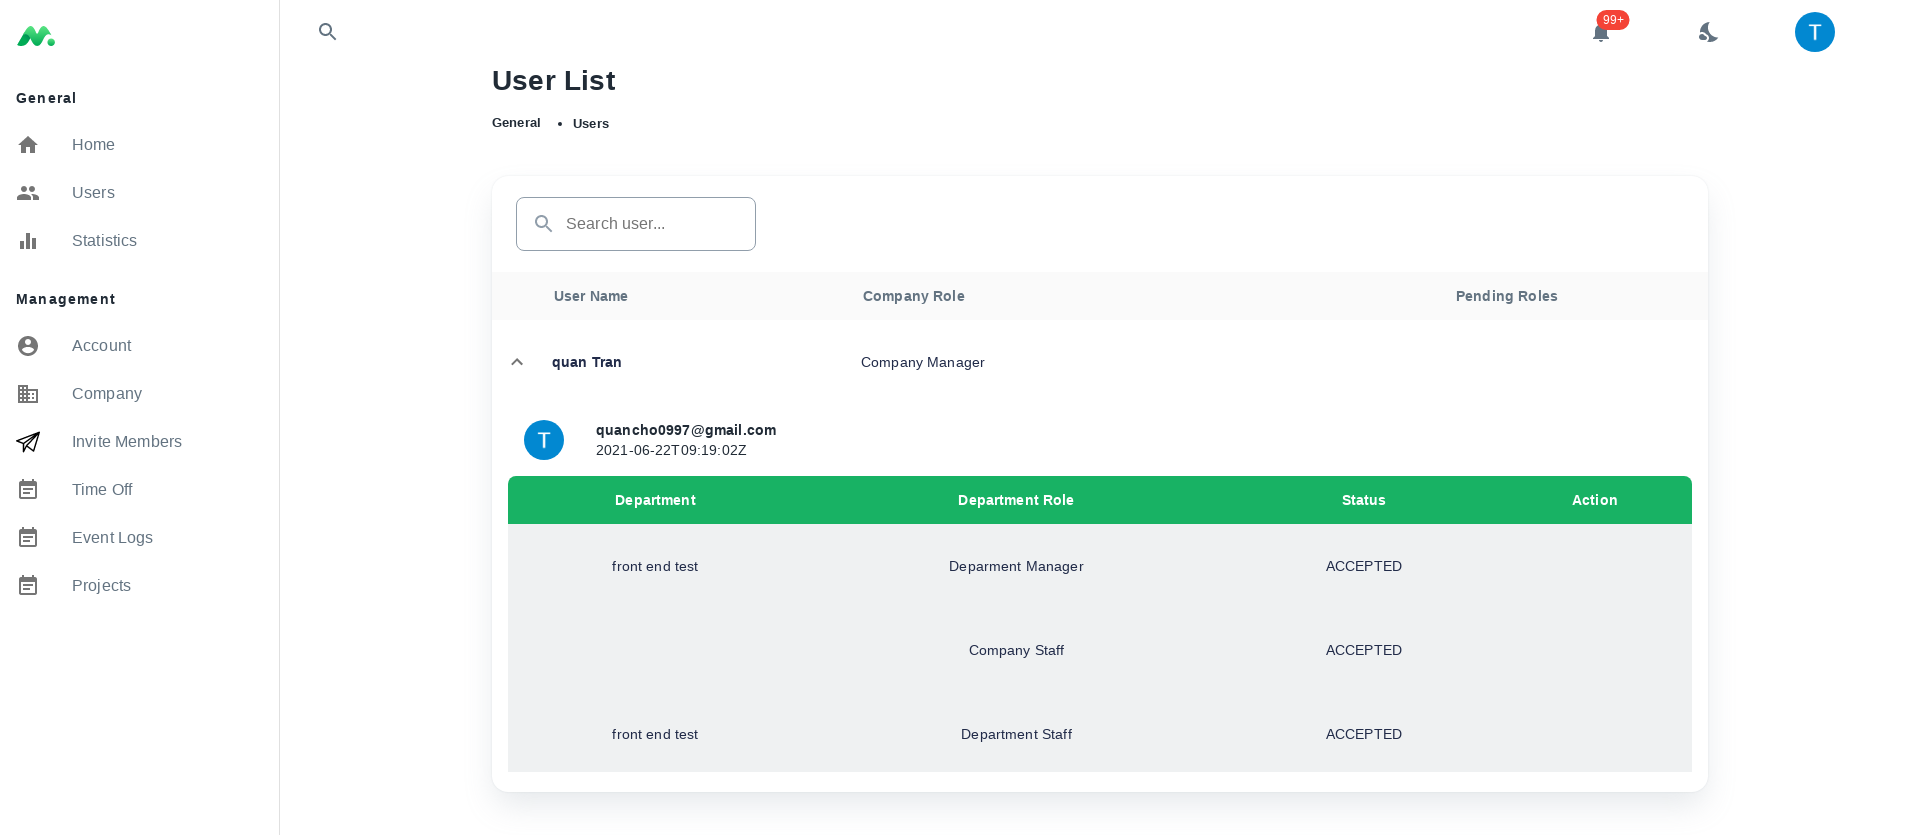 99+
T
User List
General • Users
General
Home
Users
Statistics
Management
Account
Company
Invite Members
Time Off
Event Logs
Projects
Search user...
User Name Company Role Pending Roles
quan Tran Company Manager
T
quancho0997@gmail.com
2021-06-22T09:19:02Z
Department Department Role Status Action
front end test Deparment Manager ACCEPTED
Company Staff ACCEPTED
front end test Department Staff ACCEPTED